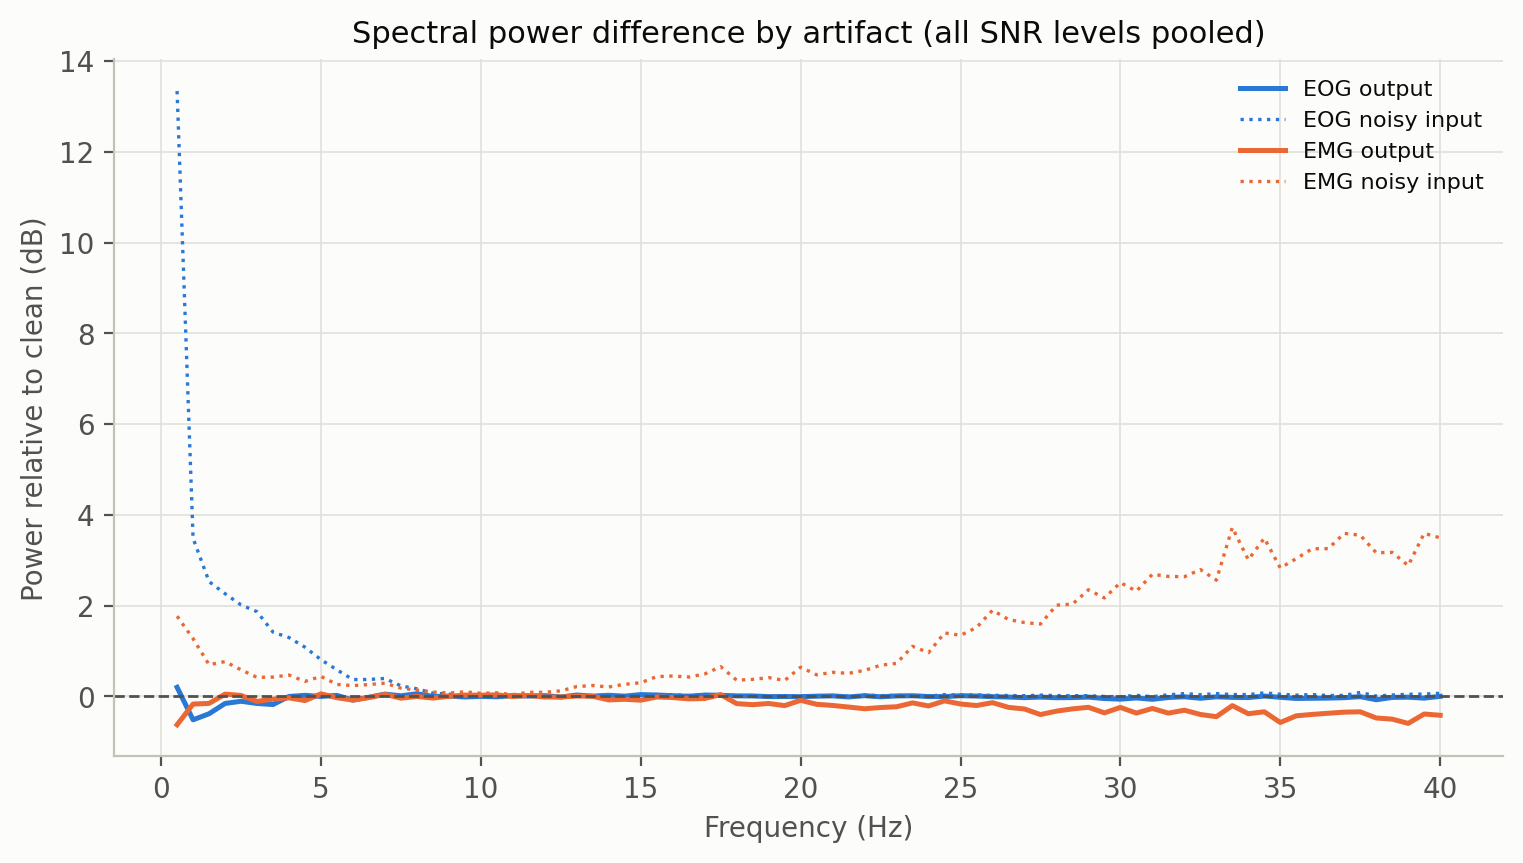 Spectral power difference by artifact (all SNR levels pooled)
14
12
10
8
6
4
2
0
Power relative to clean (dB)
EOG output
EOG noisy input
EMG output
EMG noisy input
0 5 10 15 20 25 30 35 40
Frequency (Hz)